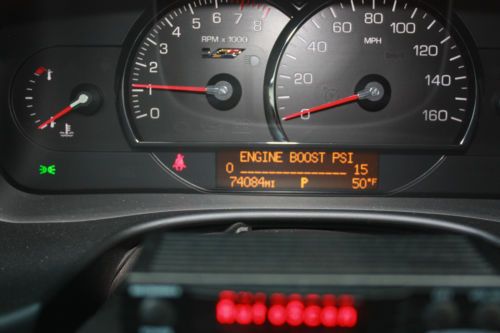 1 2 3 4 5 6 7 8
RPM x 1000
0 20 40 60 80 100 120 140 160
MPH
ENGINE BOOST PSI
0 15
74084MI P 50°F